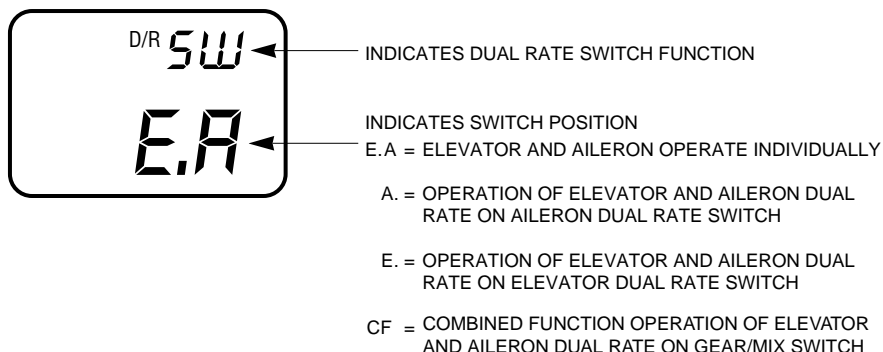 D/R SW
INDICATES DUAL RATE SWITCH FUNCTION
E.A
INDICATES SWITCH POSITION
E.A = ELEVATOR AND AILERON OPERATE INDIVIDUALLY
A. = OPERATION OF ELEVATOR AND AILERON DUAL
RATE ON AILERON DUAL RATE SWITCH
E. = OPERATION OF ELEVATOR AND AILERON DUAL
RATE ON ELEVATOR DUAL RATE SWITCH
CF = COMBINED FUNCTION OPERATION OF ELEVATOR
AND AILERON DUAL RATE ON GEAR/MIX SWITCH